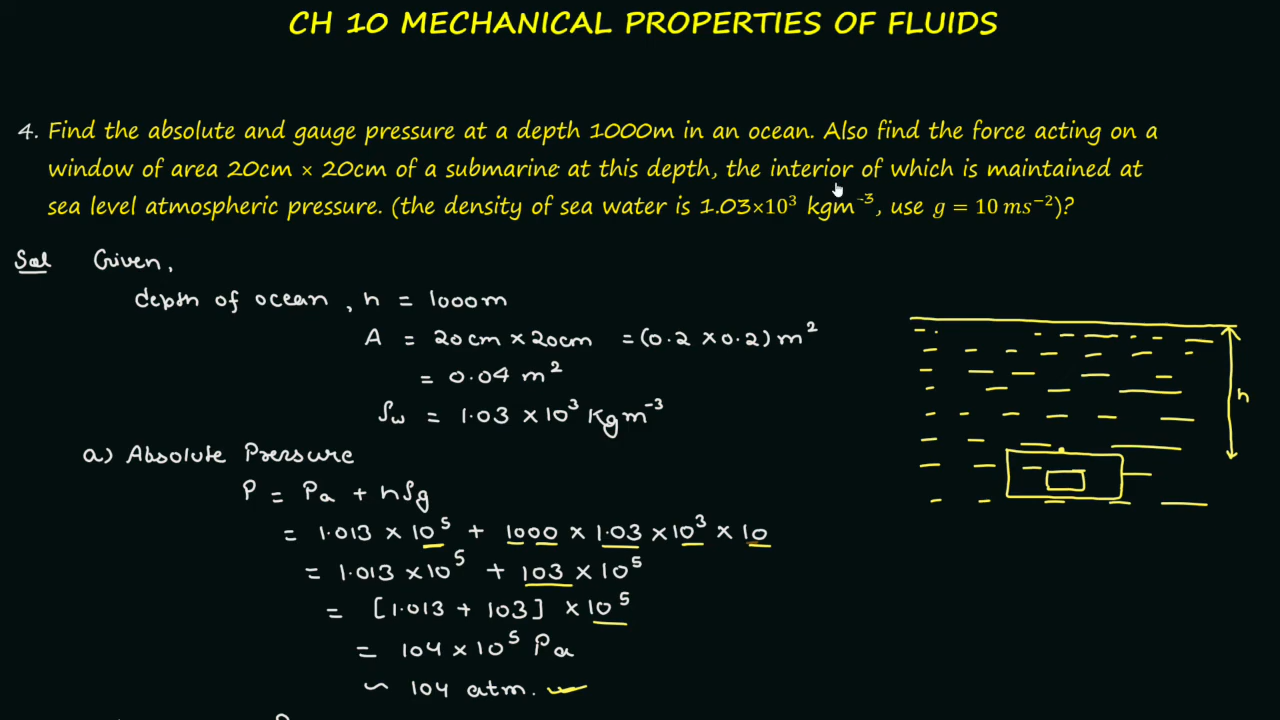 CH 10 MECHANICAL PROPERTIES OF FLUIDS
4. Find the absolute and gauge pressure at a depth 1000m in an ocean. Also find the force acting on a
window of area 20cm × 20cm of a submarine at this depth, the interior of which is maintained at
sea level atmospheric pressure. (the density of sea water is 1.03×10³ kgm⁻³, use g = 10 ms⁻²)?
Sol Given,
depth of ocean, h = 1000m
A = 20cm × 20cm = (0.2 × 0.2) m²
= 0.04 m²
ρw = 1.03 × 10³ Kgm⁻³
h
a) Absolute Pressure
P = Pa + hρg
= 1.013 × 10⁵ + 1000 × 1.03 × 10³ × 10
= 1.013 × 10⁵ + 103 × 10⁵
= [1.013 + 103] × 10⁵
= 104 × 10⁵ Pa
~ 104 atm.